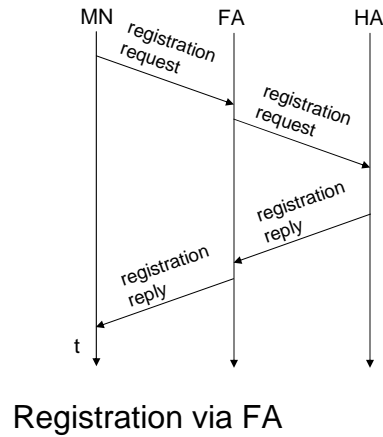 MN FA HA
registration
request
registration
request
registration
reply
registration
reply
t
Registration via FA